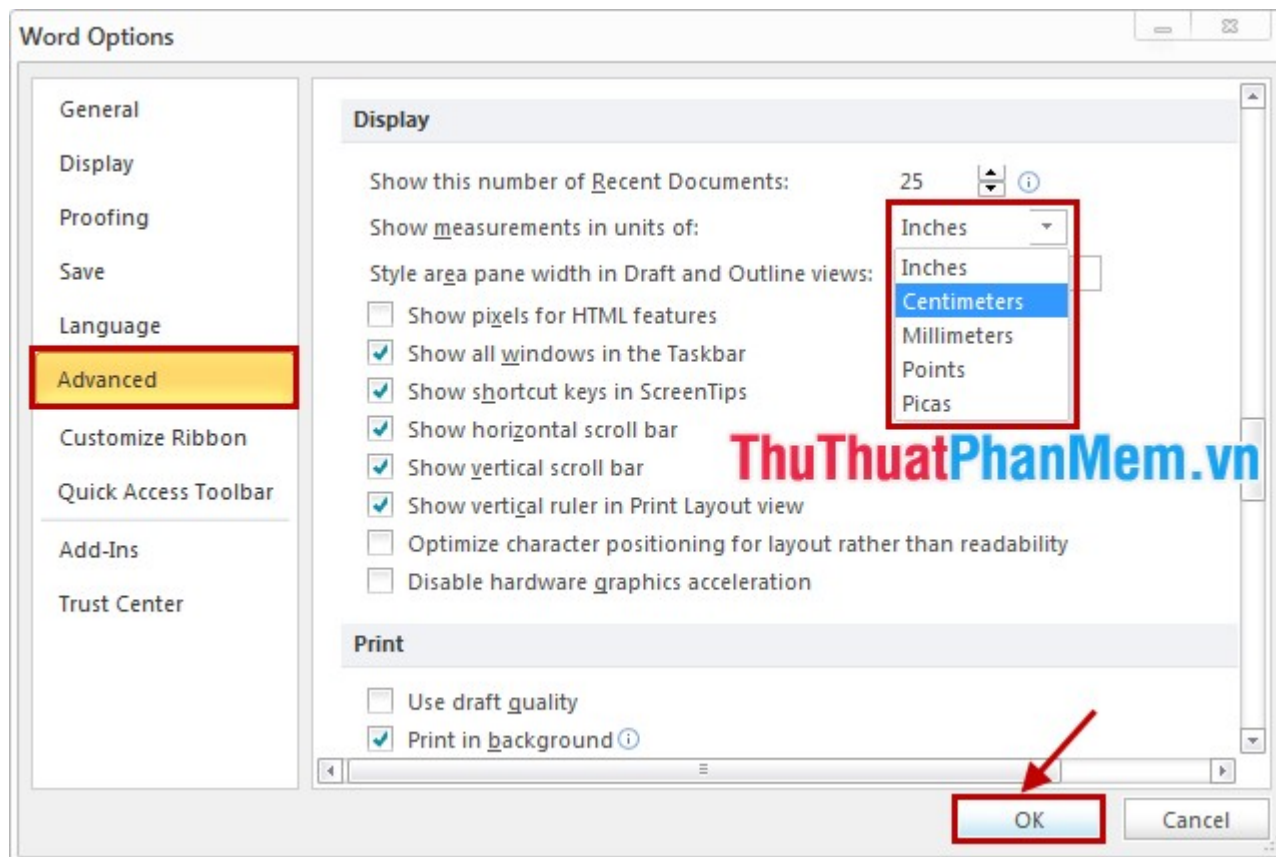 Word Options
General
Display
Proofing
Save
Language
Advanced
Customize Ribbon
Quick Access Toolbar
Add-Ins
Trust Center
Display
Show this number of Recent Documents: 25
Show measurements in units of: Inches
Style area pane width in Draft and Outline views:
Inches
Centimeters
Millimeters
Points
Picas
Show pixels for HTML features
Show all windows in the Taskbar
Show shortcut keys in ScreenTips
Show horizontal scroll bar
Show vertical scroll bar
Show vertical ruler in Print Layout view
Optimize character positioning for layout rather than readability
Disable hardware graphics acceleration
ThuThuatPhanMem.vn
Print
Use draft quality
Print in background
OK
Cancel